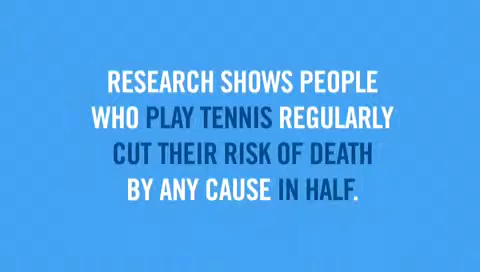 RESEARCH SHOWS PEOPLE
WHO PLAY TENNIS REGULARLY
CUT THEIR RISK OF DEATH
BY ANY CAUSE IN HALF.